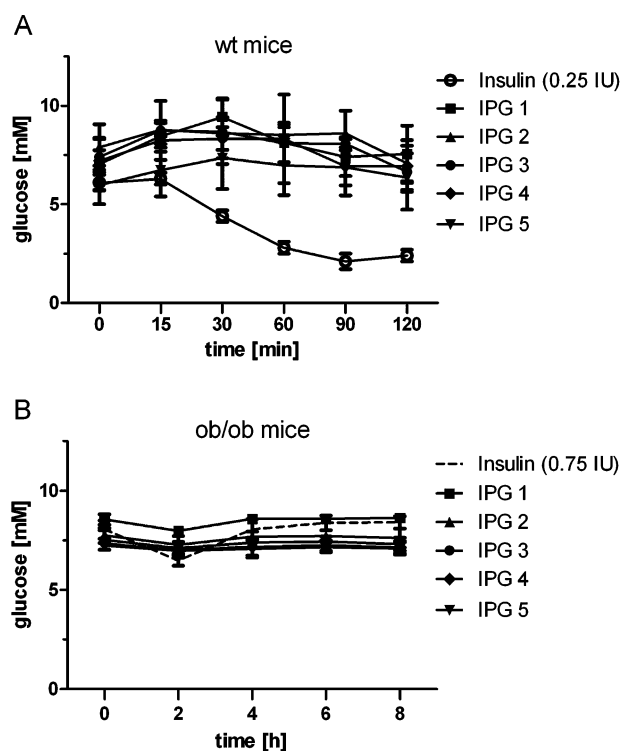 A
wt mice
10
5
0
glucose [mM]
0 15 30 60 90 120
time [min]
Insulin (0.25 IU)
IPG 1
IPG 2
IPG 3
IPG 4
IPG 5
B
ob/ob mice
10
5
0
glucose [mM]
0 2 4 6 8
time [h]
Insulin (0.75 IU)
IPG 1
IPG 2
IPG 3
IPG 4
IPG 5